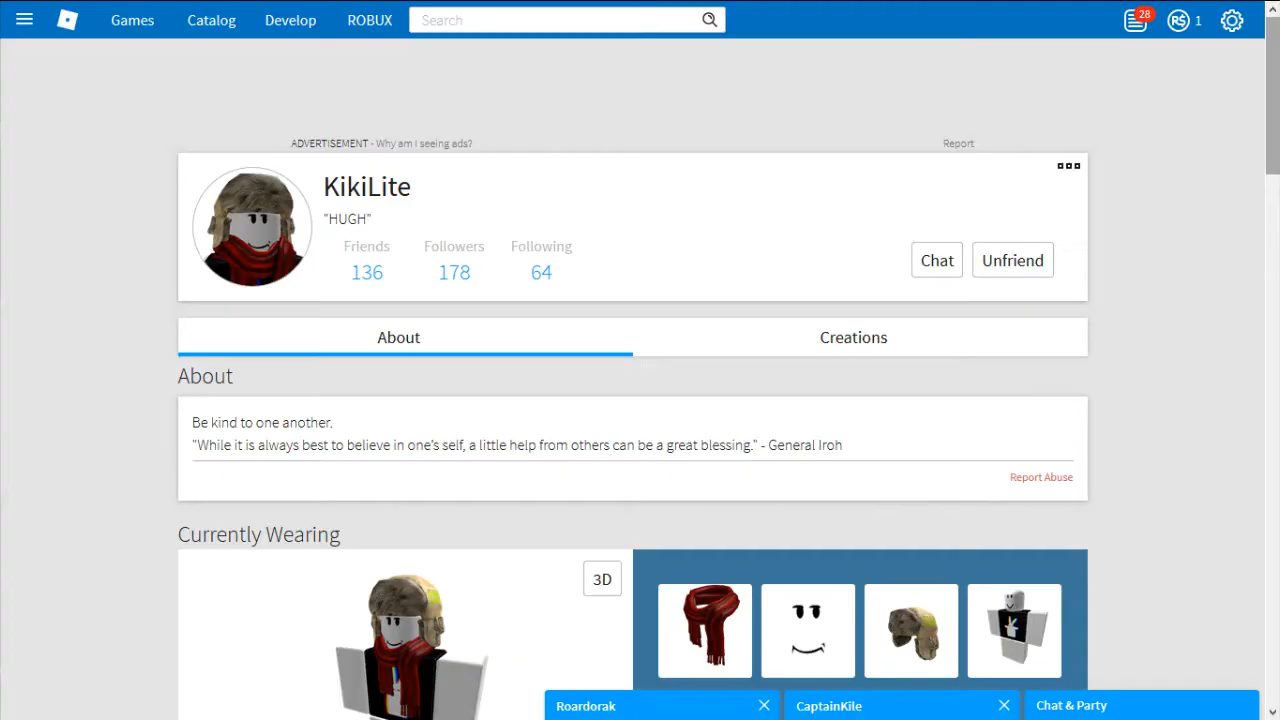 Games Catalog Develop ROBUX Search 28 R$ 1
ADVERTISEMENT - Why am I seeing ads? Report
KikiLite
"HUGH"
Friends Followers Following
136 178 64
Chat Unfriend
About Creations
About
Be kind to one another.
"While it is always best to believe in one's self, a little help from others can be a great blessing." - General Iroh
Report Abuse
Currently Wearing
3D
Roardorak CaptainKile Chat & Party